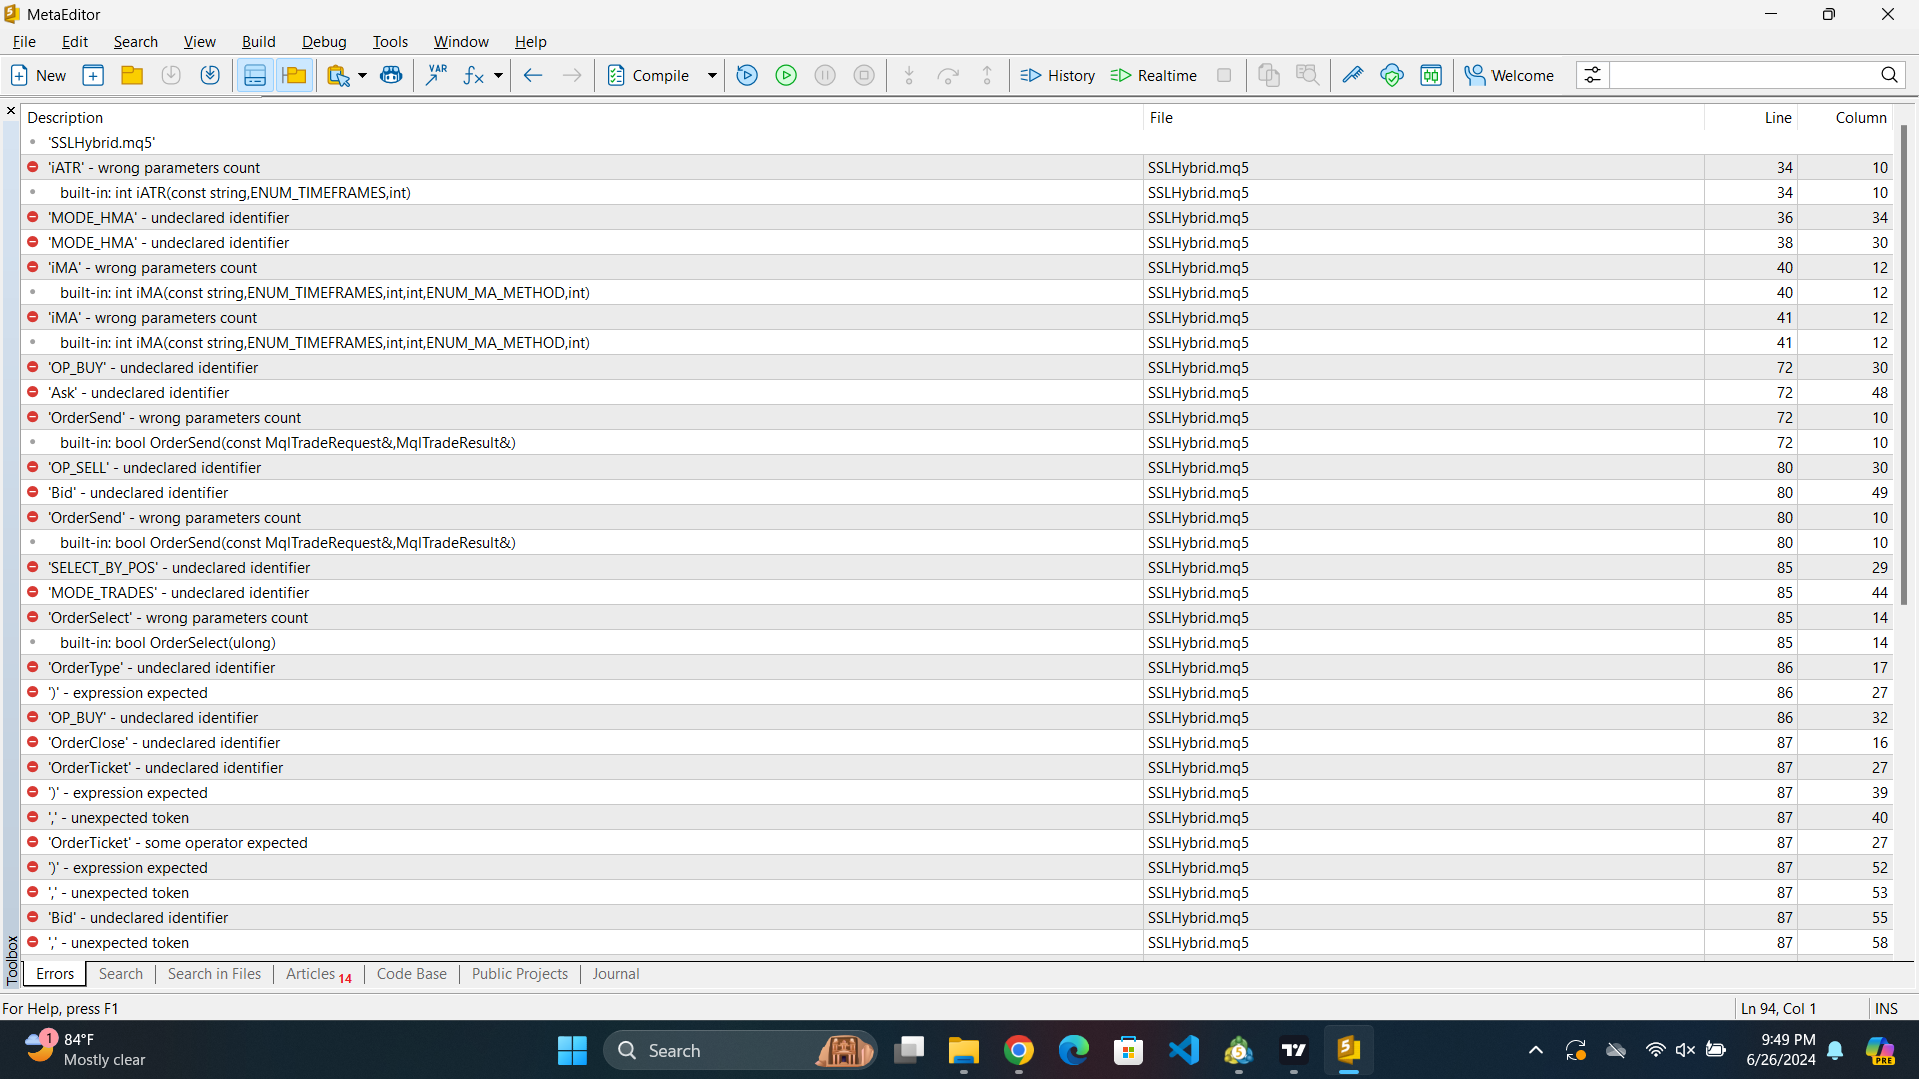 MetaEditor
File Edit Search View Build Debug Tools Window Help
New VAR fx Compile History Realtime Welcome
Description File Line Column
'SSLHybrid.mq5'
'iATR' - wrong parameters count SSLHybrid.mq5 34 10
built-in: int iATR(const string,ENUM_TIMEFRAMES,int) SSLHybrid.mq5 34 10
'MODE_HMA' - undeclared identifier SSLHybrid.mq5 36 34
'MODE_HMA' - undeclared identifier SSLHybrid.mq5 38 30
'iMA' - wrong parameters count SSLHybrid.mq5 40 12
built-in: int iMA(const string,ENUM_TIMEFRAMES,int,int,ENUM_MA_METHOD,int) SSLHybrid.mq5 40 12
'iMA' - wrong parameters count SSLHybrid.mq5 41 12
built-in: int iMA(const string,ENUM_TIMEFRAMES,int,int,ENUM_MA_METHOD,int) SSLHybrid.mq5 41 12
'OP_BUY' - undeclared identifier SSLHybrid.mq5 72 30
'Ask' - undeclared identifier SSLHybrid.mq5 72 48
'OrderSend' - wrong parameters count SSLHybrid.mq5 72 10
built-in: bool OrderSend(const MqlTradeRequest&,MqlTradeResult&) SSLHybrid.mq5 72 10
'OP_SELL' - undeclared identifier SSLHybrid.mq5 80 30
'Bid' - undeclared identifier SSLHybrid.mq5 80 49
'OrderSend' - wrong parameters count SSLHybrid.mq5 80 10
built-in: bool OrderSend(const MqlTradeRequest&,MqlTradeResult&) SSLHybrid.mq5 80 10
'SELECT_BY_POS' - undeclared identifier SSLHybrid.mq5 85 29
'MODE_TRADES' - undeclared identifier SSLHybrid.mq5 85 44
'OrderSelect' - wrong parameters count SSLHybrid.mq5 85 14
built-in: bool OrderSelect(ulong) SSLHybrid.mq5 85 14
'OrderType' - undeclared identifier SSLHybrid.mq5 86 17
')' - expression expected SSLHybrid.mq5 86 27
'OP_BUY' - undeclared identifier SSLHybrid.mq5 86 32
'OrderClose' - undeclared identifier SSLHybrid.mq5 87 16
'OrderTicket' - undeclared identifier SSLHybrid.mq5 87 27
')' - expression expected SSLHybrid.mq5 87 39
',' - unexpected token SSLHybrid.mq5 87 40
'OrderTicket' - some operator expected SSLHybrid.mq5 87 27
')' - expression expected SSLHybrid.mq5 87 52
',' - unexpected token SSLHybrid.mq5 87 53
'Bid' - undeclared identifier SSLHybrid.mq5 87 55
',' - unexpected token SSLHybrid.mq5 87 58
Toolbox
Errors Search Search in Files Articles 14 Code Base Public Projects Journal
For Help, press F1 Ln 94, Col 1 INS
1 84°F
Mostly clear
Search
9:49 PM
6/26/2024
PRE